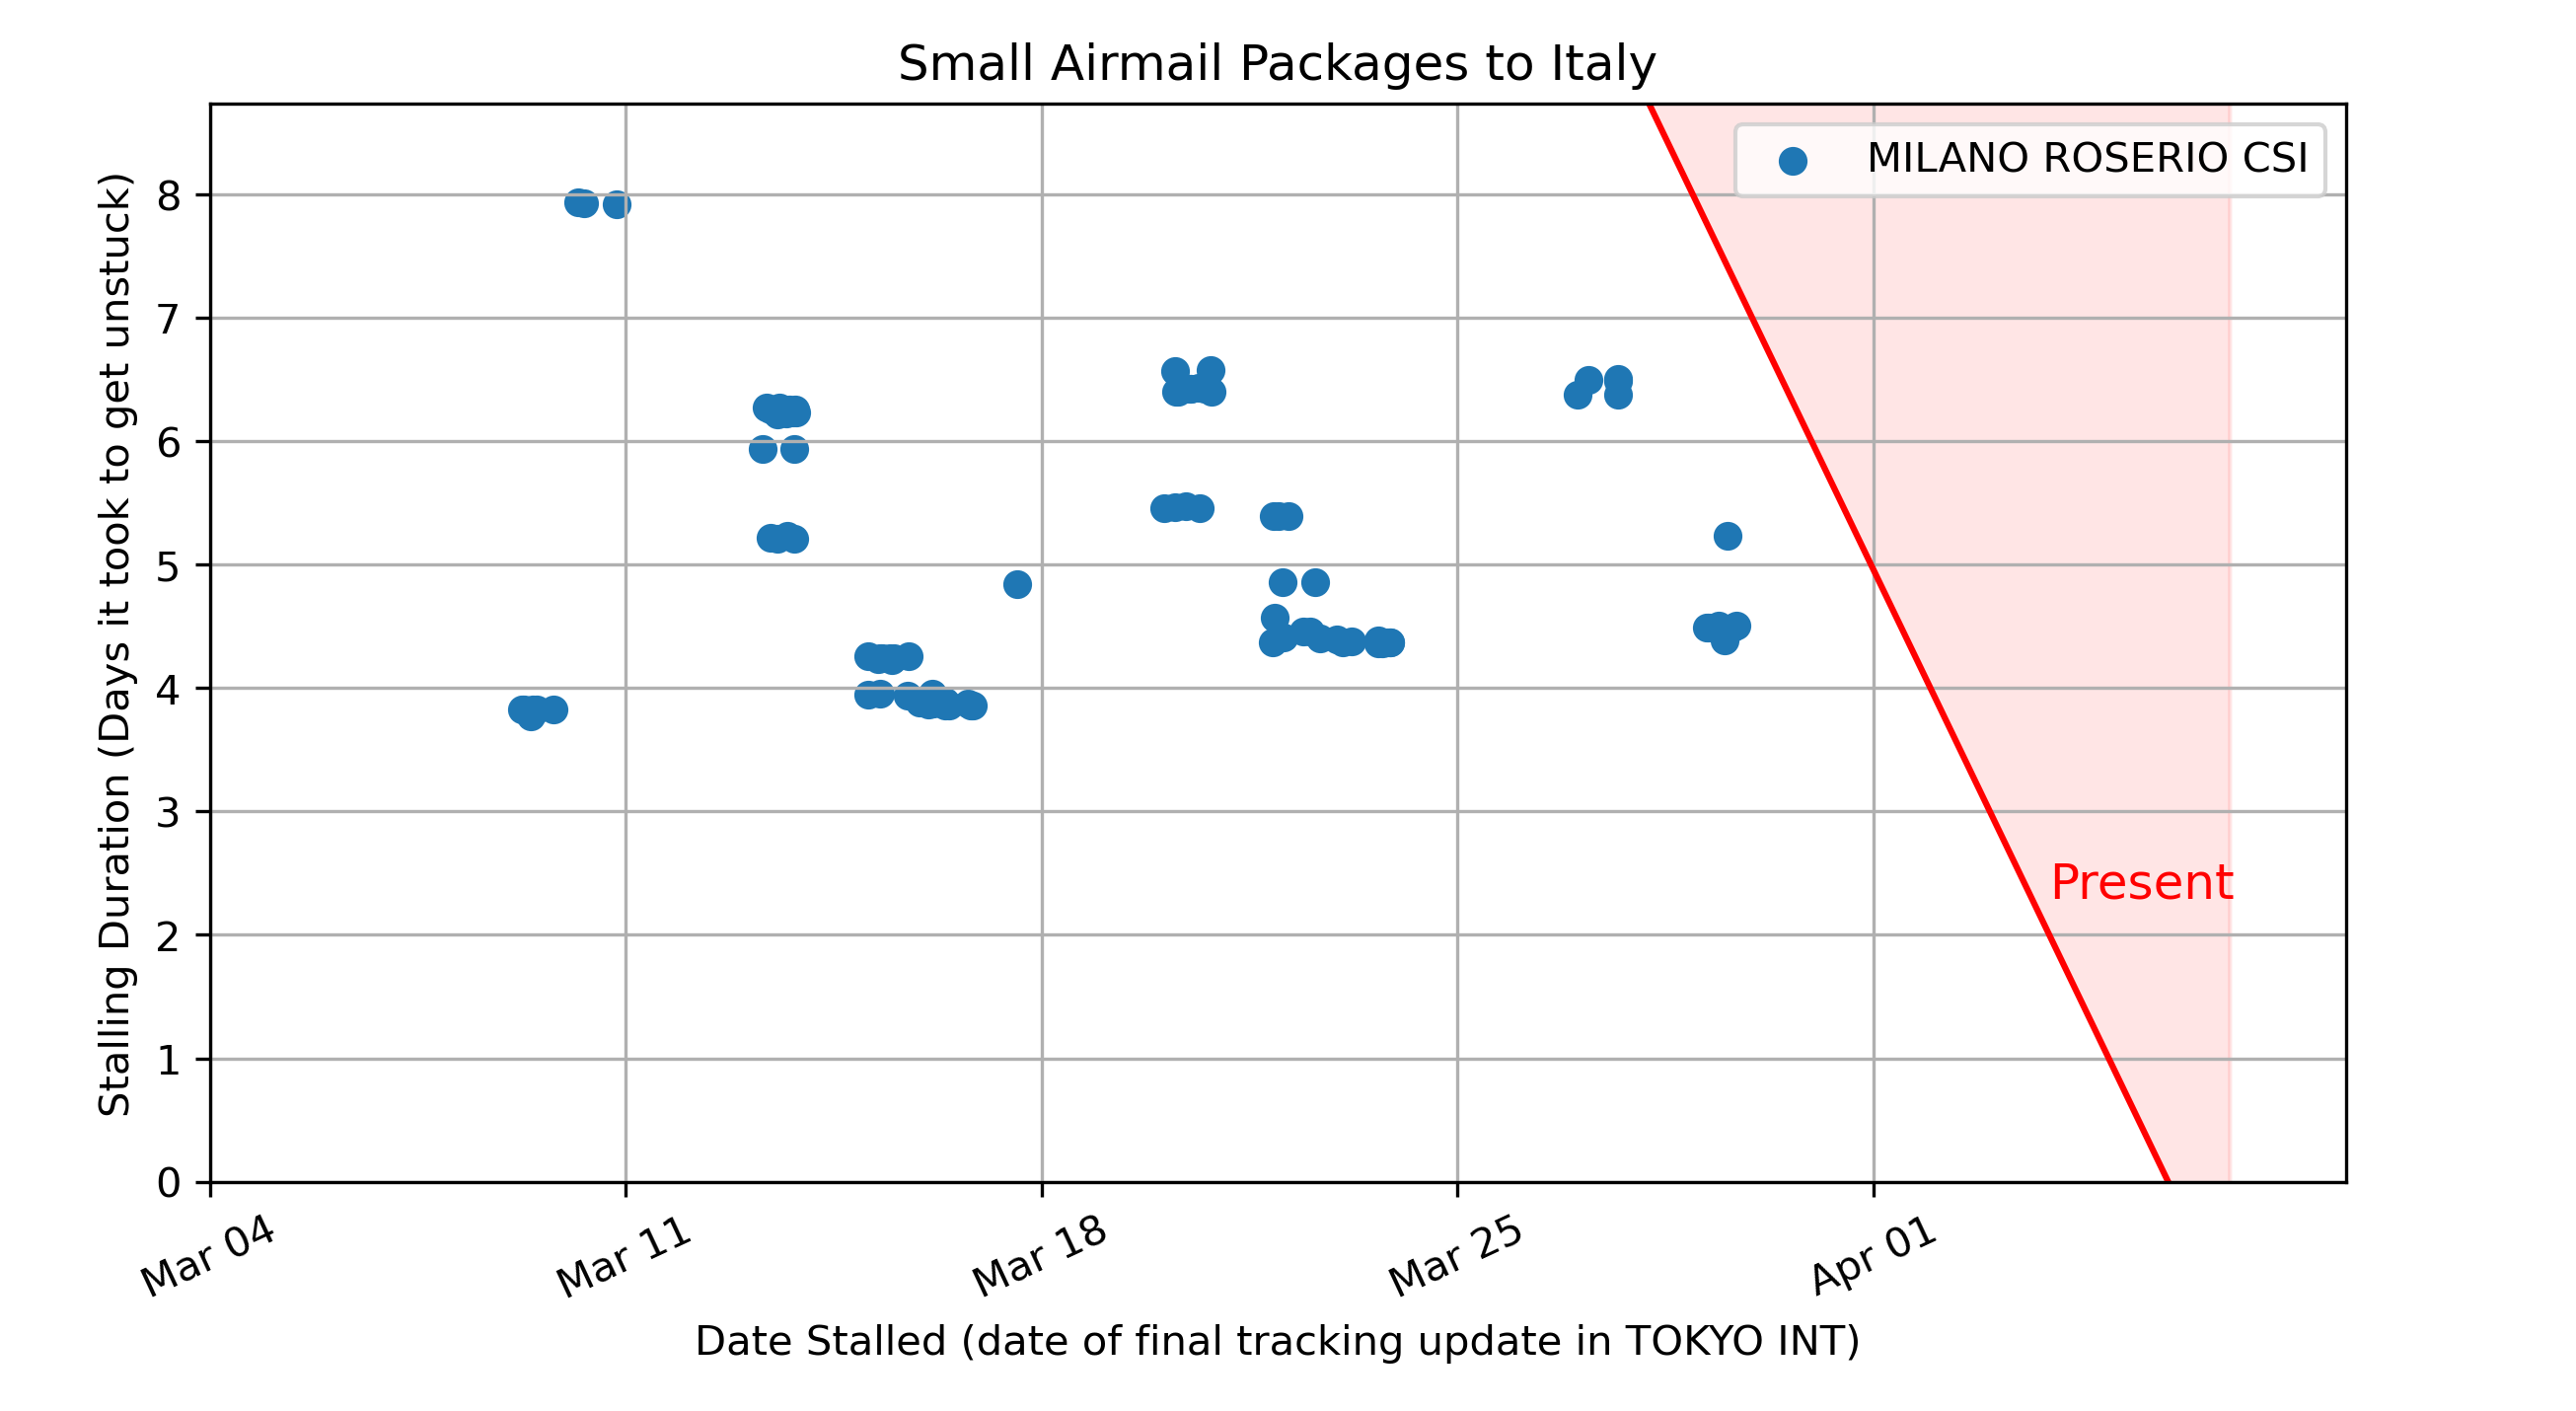 Small Airmail Packages to Italy
MILANO ROSERIO CSI
Stalling Duration (Days it took to get unstuck)
8
7
6
5
4
3
2
1
0
Present
Mar 04
Mar 11
Mar 18
Mar 25
Apr 01
Date Stalled (date of final tracking update in TOKYO INT)